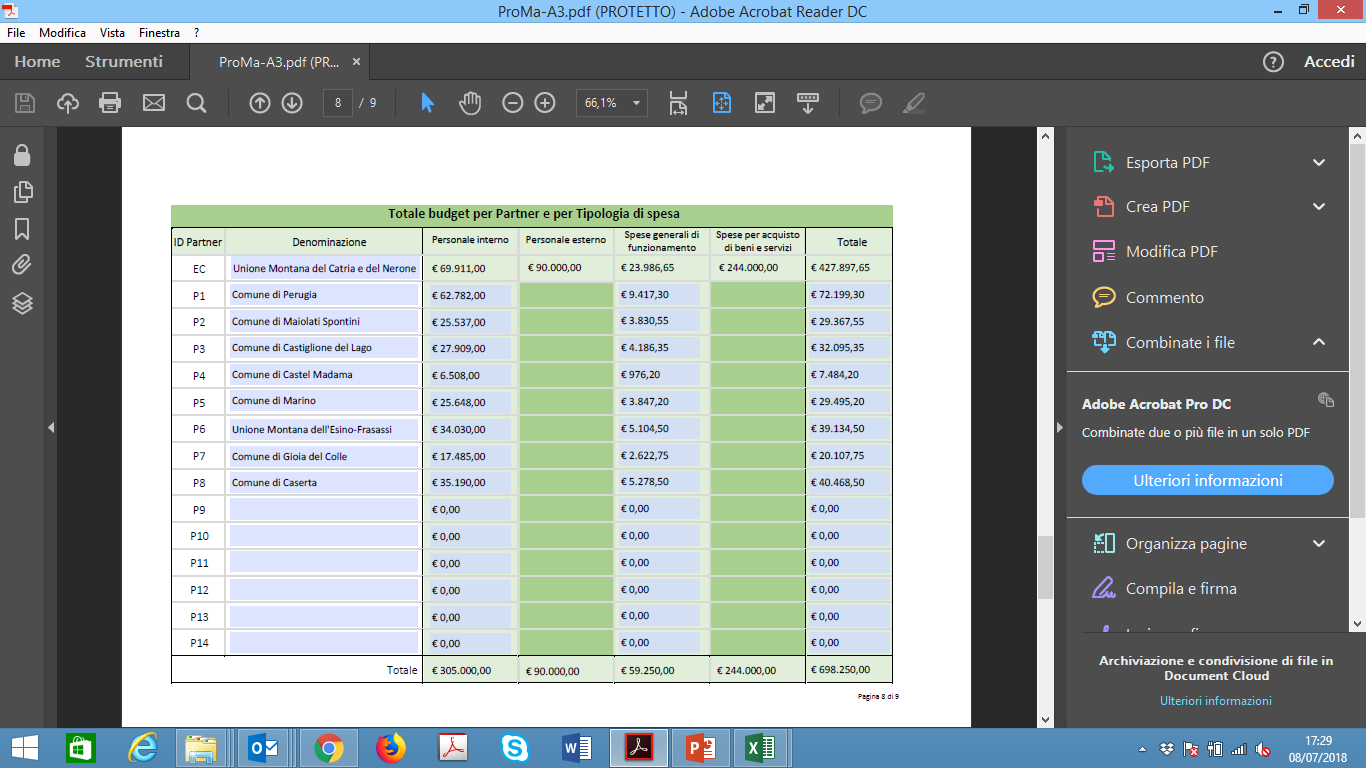 ProMa-A3.pdf (PROTETTO) - Adobe Acrobat Reader DC
File Modifica Vista Finestra ?
Home Strumenti ProMa-A3.pdf (PR... × ? Accedi
8 / 9 66,1%
Totale budget per Partner e per Tipologia di spesa
ID Partner Denominazione Personale interno Personale esterno Spese generali di funzionamento Spese per acquisto di beni e servizi Totale
EC Unione Montana del Catria e del Nerone € 69.911,00 € 90.000,00 € 23.986,65 € 244.000,00 € 427.897,65
P1 Comune di Perugia € 62.782,00 € 9.417,30 € 72.199,30
P2 Comune di Maiolati Spontini € 25.537,00 € 3.830,55 € 29.367,55
P3 Comune di Castiglione del Lago € 27.909,00 € 4.186,35 € 32.095,35
P4 Comune di Castel Madama € 6.508,00 € 976,20 € 7.484,20
P5 Comune di Marino € 25.648,00 € 3.847,20 € 29.495,20
P6 Unione Montana dell'Esino-Frasassi € 34.030,00 € 5.104,50 € 39.134,50
P7 Comune di Gioia del Colle € 17.485,00 € 2.622,75 € 20.107,75
P8 Comune di Caserta € 35.190,00 € 5.278,50 € 40.468,50
P9 € 0,00 € 0,00 € 0,00
P10 € 0,00 € 0,00 € 0,00
P11 € 0,00 € 0,00 € 0,00
P12 € 0,00 € 0,00 € 0,00
P13 € 0,00 € 0,00 € 0,00
P14 € 0,00 € 0,00 € 0,00
Totale € 305.000,00 € 90.000,00 € 59.250,00 € 244.000,00 € 698.250,00
Pagina 8 di 9
Esporta PDF
Crea PDF
Modifica PDF
Commento
Combinate i file
Adobe Acrobat Pro DC
Combinate due o più file in un solo PDF
Ulteriori informazioni
Organizza pagine
Compila e firma
Archiviazione e condivisione di file in
Document Cloud
Ulteriori informazioni
17:29
08/07/2018